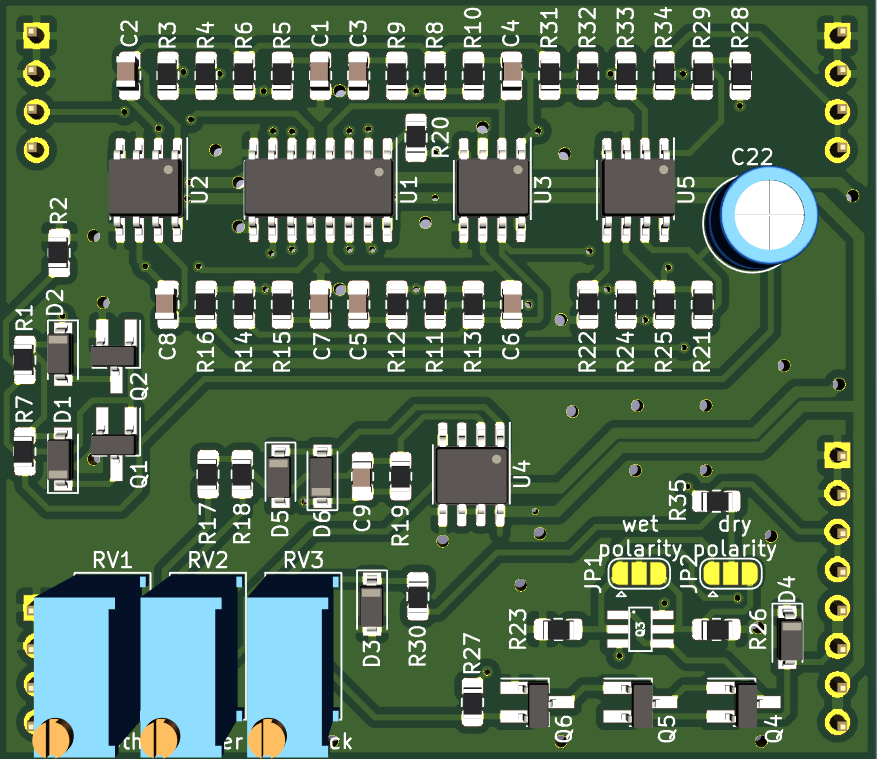 C2 R3 R4 R6 R5 C1 C3 R9 R8 R10 C4 R31 R32 R33 R34 R29 R28
R20
C22
U2 U1 U3 U5
R2
R1 D2
C8 R16 R14 R15 C7 C5 R12 R11 R13 C6 R22 R24 R25 R21
Q2
R7 D1
Q1
U4
R17 R18 D5 D6 C9 R19
R35
wet dry
polarity polarity
RV1 RV2 RV3
JP1 JP2
D4
R23 Q3 R26
D3 R30
R27
Q6 Q5 Q4